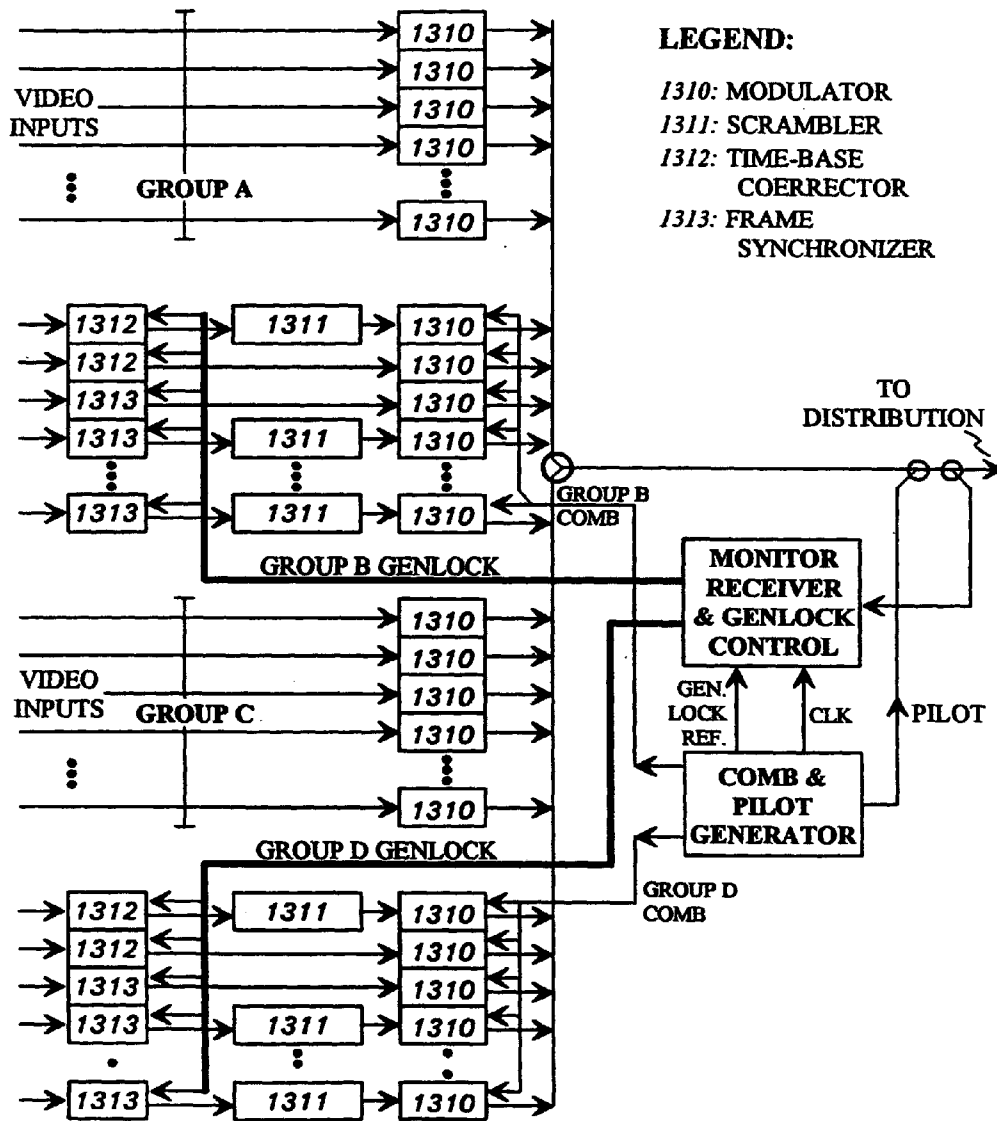 1310
1310
1310
1310
1310
VIDEO
INPUTS
GROUP A
LEGEND:
1310: MODULATOR
1311: SCRAMBLER
1312: TIME-BASE
COERRECTOR
1313: FRAME
SYNCHRONIZER
1312 1311 1310
1312 1310
1313 1310
1313 1311 1310
1313 1311 1310
GROUP B
COMB
TO
DISTRIBUTION
GROUP B GENLOCK
MONITOR
RECEIVER
& GENLOCK
CONTROL
1310
1310
1310
1310
1310
VIDEO
INPUTS
GROUP C
GEN.
LOCK
REF.
CLK
PILOT
COMB &
PILOT
GENERATOR
GROUP D GENLOCK
GROUP D
COMB
1312 1311 1310
1312 1310
1313 1310
1313 1311 1310
1313 1311 1310